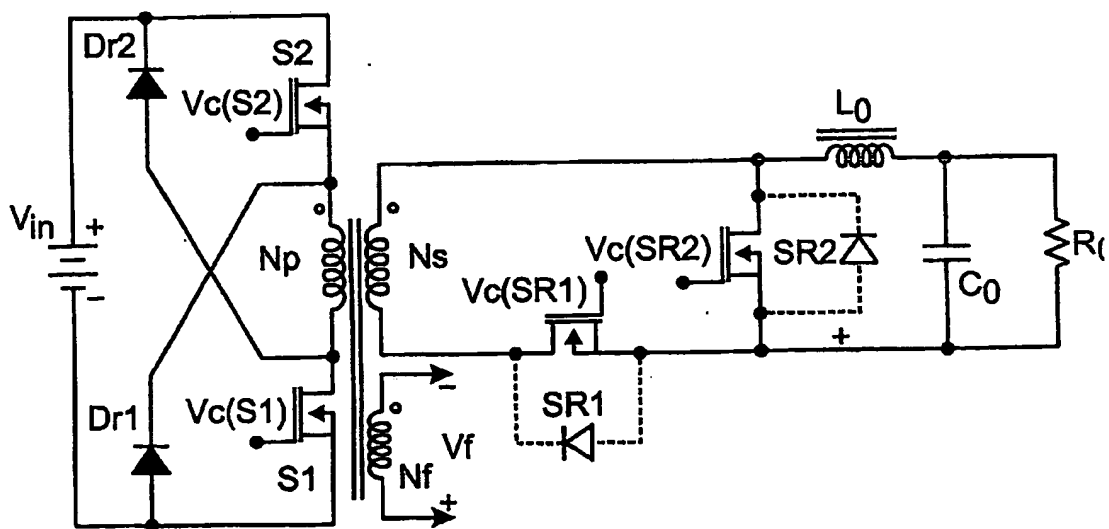 Dr2
S2
Vc(S2)
L0
Vin
+
−
Np
Ns
Vc(SR2)
SR2
Vc(SR1)
C0
R0
+
Dr1
Vc(S1)
S1
−
SR1
Vf
Nf
+